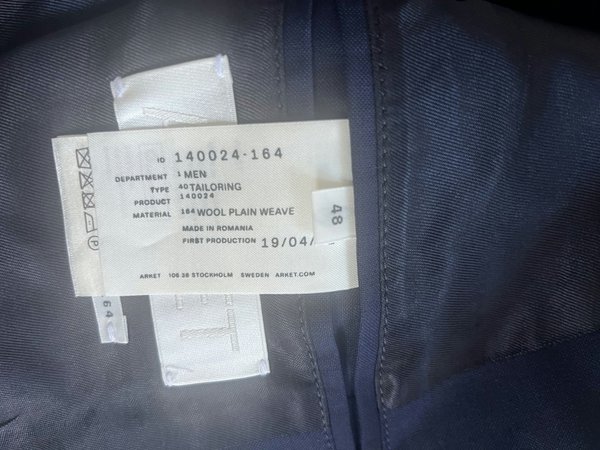 ID 140024-164
DEPARTMENT 1 MEN
TYPE 40 TAILORING
PRODUCT 140024
MATERIAL 164 WOOL PLAIN WEAVE
MADE IN ROMANIA
FIRST PRODUCTION 19/04/
ARKET 106 38 STOCKHOLM SWEDEN ARKET.COM
48
P
64